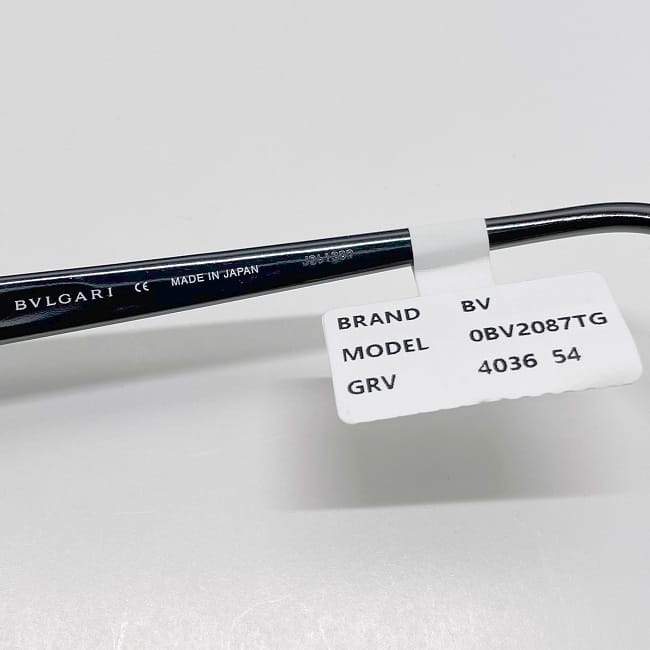 BVLGARI CE MADE IN JAPAN
BRAND BV
MODEL 0BV2087TG
GRV 4036 54